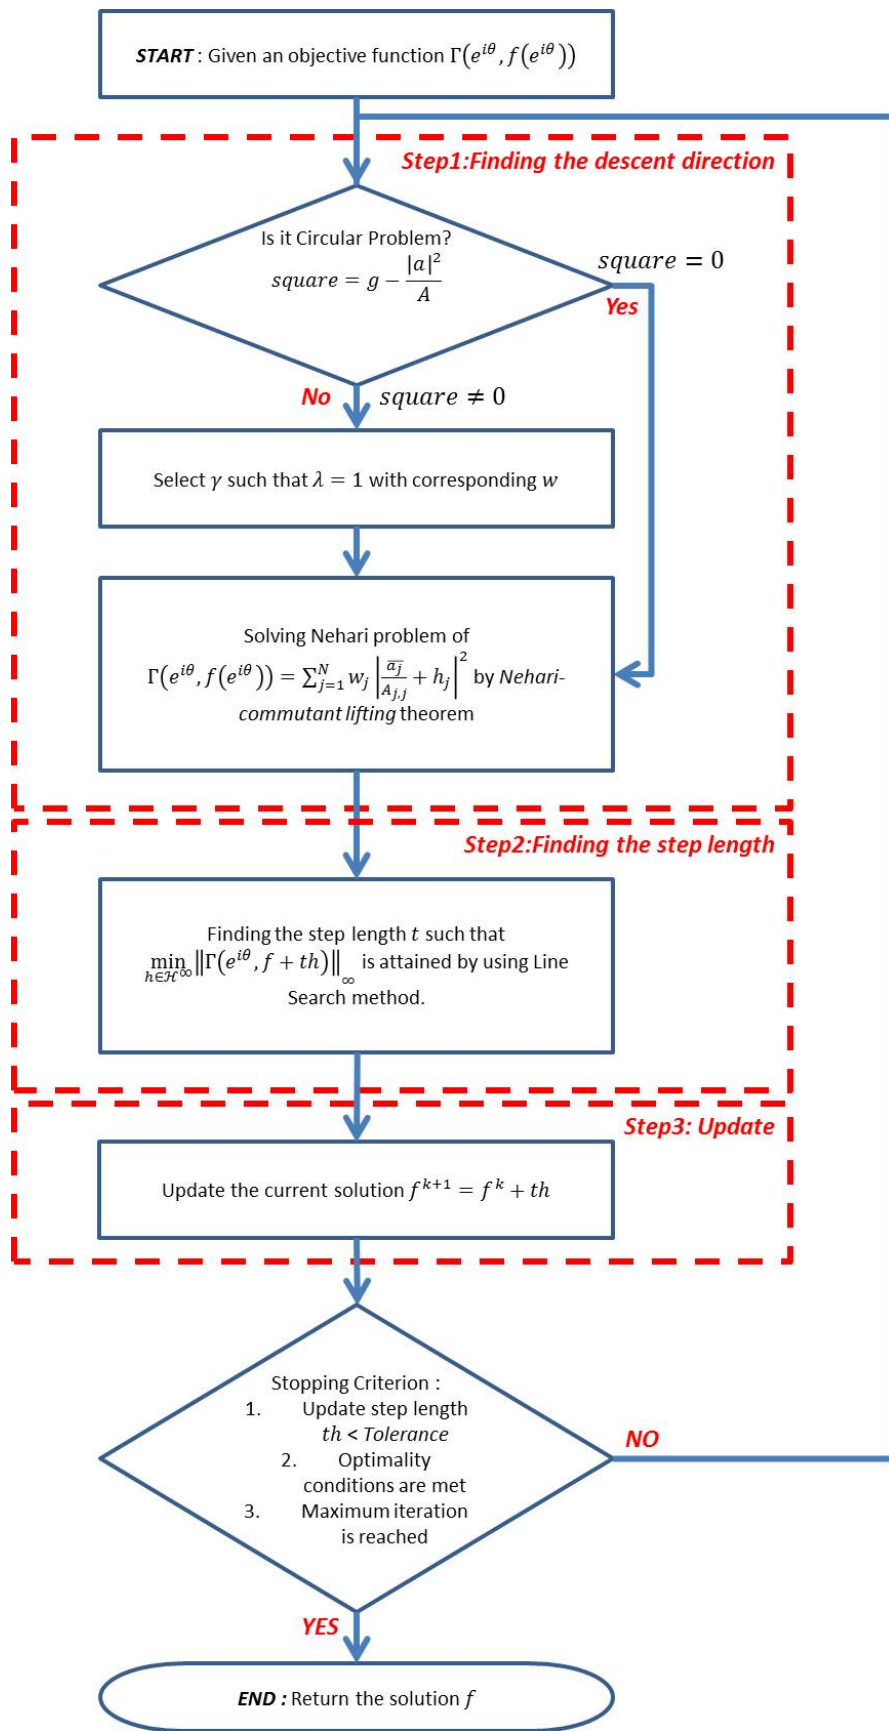 START : Given an objective function Γ(e^{iθ}, f(e^{iθ}))
Step1:Finding the descent direction
Is it Circular Problem?
square = g − |a|²/A
square = 0
Yes
No square ≠ 0
Select γ such that λ = 1 with corresponding w
Solving Nehari problem of
Γ(e^{iθ}, f(e^{iθ})) = ∑_{j=1}^{N} w_j |a̅_j/A_{j,j} + h_j|² by Nehari-
commutant lifting theorem
Step2:Finding the step length
Finding the step length t such that
min_{h∈ℋ^∞} ‖Γ(e^{iθ}, f + th)‖_∞ is attained by using Line
Search method.
Step3: Update
Update the current solution f^{k+1} = f^k + th
Stopping Criterion :
1. Update step length
th < Tolerance
2. Optimality
conditions are met
3. Maximum iteration
is reached
NO
YES
END : Return the solution f